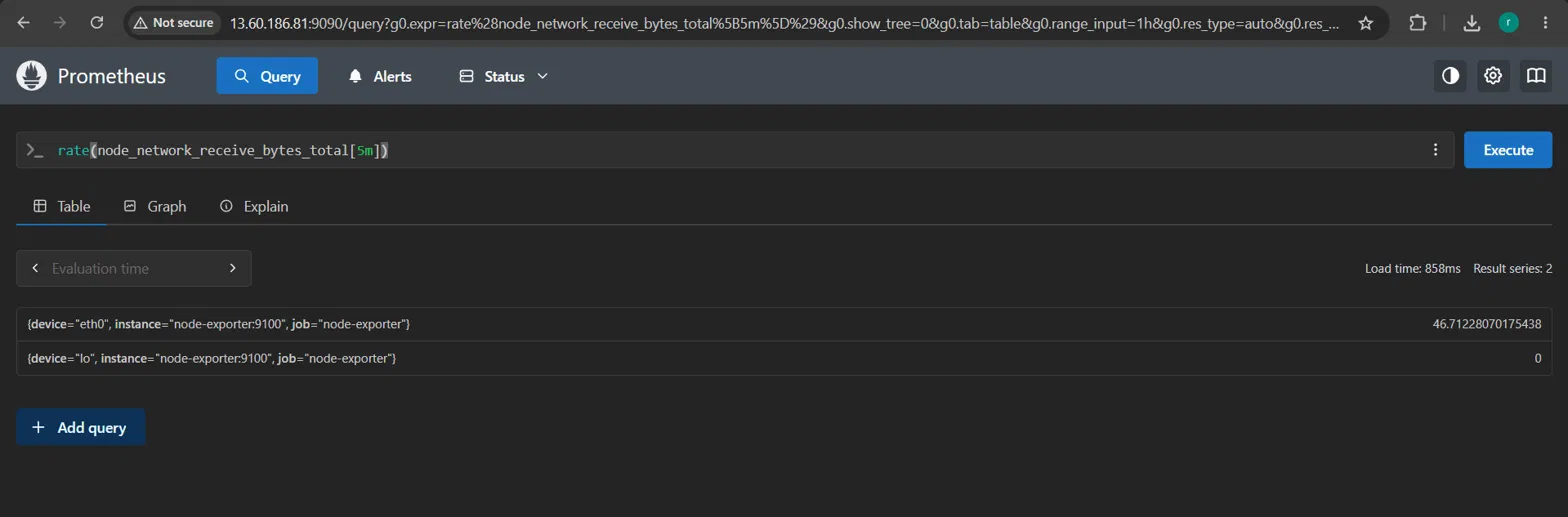 Not secure 13.60.186.81:9090/query?g0.expr=rate%28node_network_receive_bytes_total%5B5m%5D%29&g0.show_tree=0&g0.tab=table&g0.range_input=1h&g0.res_type=auto&g0.res_... r
Prometheus Query Alerts Status
>_ rate(node_network_receive_bytes_total[5m]) Execute
Table Graph Explain
Evaluation time Load time: 858ms Result series: 2
{device="eth0", instance="node-exporter:9100", job="node-exporter"} 46.71228070175438
{device="lo", instance="node-exporter:9100", job="node-exporter"} 0
+ Add query